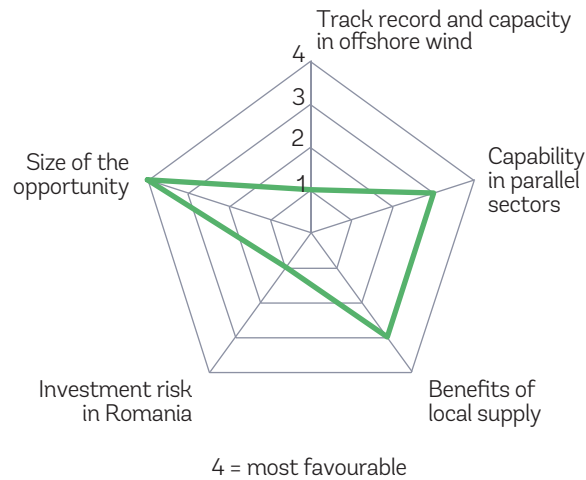 Track record and capacity
in offshore wind
4
3
2
1
Size of the
opportunity
Capability
in parallel
sectors
Investment risk
in Romania
Benefits of
local supply
4 = most favourable